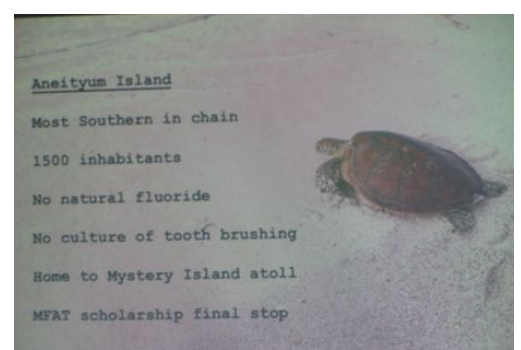 Aneityum Island
Most Southern in chain
1500 inhabitants
No natural fluoride
No culture of tooth brushing
Home to Mystery Island atoll
MFAT scholarship final stop